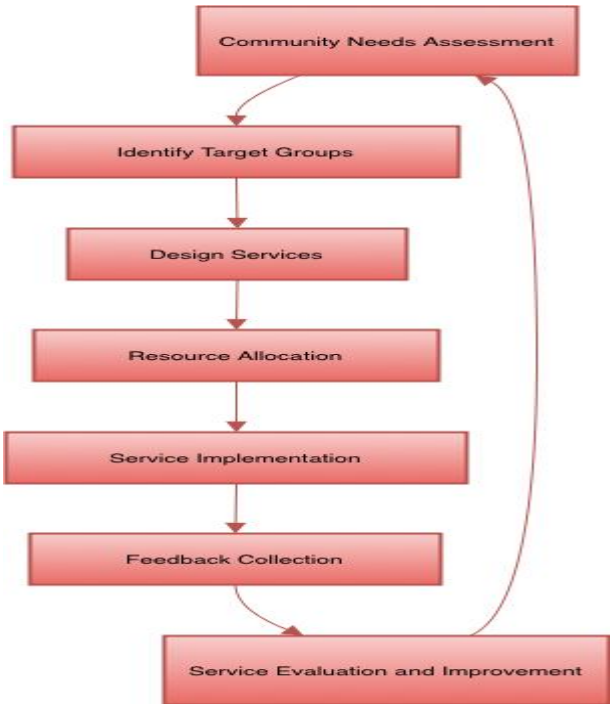 Community Needs Assessment
Identify Target Groups
Design Services
Resource Allocation
Service Implementation
Feedback Collection
Service Evaluation and Improvement